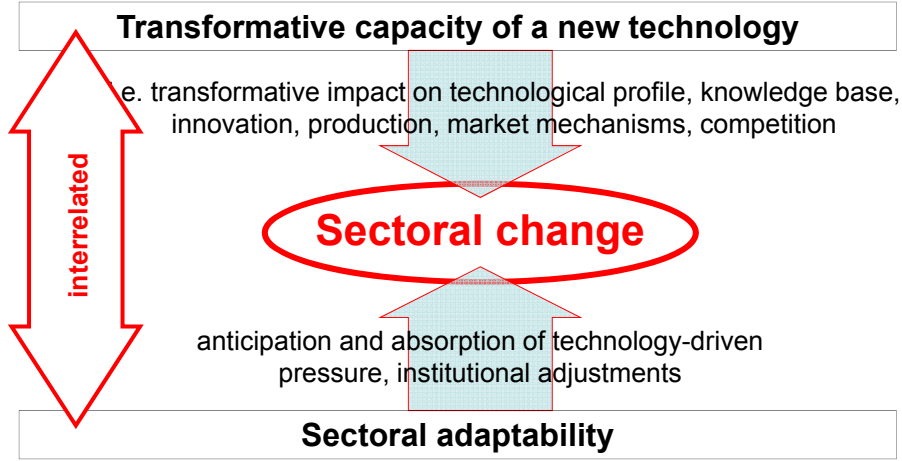 Transformative capacity of a new technology
i.e. transformative impact on technological profile, knowledge base,
innovation, production, market mechanisms, competition
interrelated
Sectoral change
anticipation and absorption of technology-driven
pressure, institutional adjustments
Sectoral adaptability